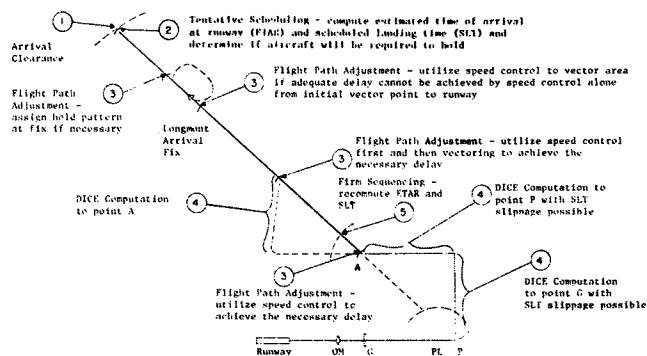 1
2
Tentative Scheduling - compute estimated time of arrival
at runway (ETAR) and scheduled landing time (SLT) and
determine if aircraft will be required to hold
Arrival
Clearance
3
Flight Path
Adjustment -
assign hold pattern
at fix if necessary
3
Flight Path Adjustment - utilize speed control to vector area
if adequate delay cannot be achieved by speed control alone
from initial vector point to runway
Longmont
Arrival
Fix
3
Flight Path Adjustment - utilize speed control
first and then vectoring to achieve the
necessary delay
DICE Computation
to point A
4
Firm Sequencing -
recompute ETAR and
SLT
5
4
DICE Computation to
point P with SLT
slippage possible
3
A
4
Flight Path Adjustment -
utilize speed control to
achieve the necessary delay
DICE Computation
to point G with
SLT slippage possible
Runway
OM
G
PL
P